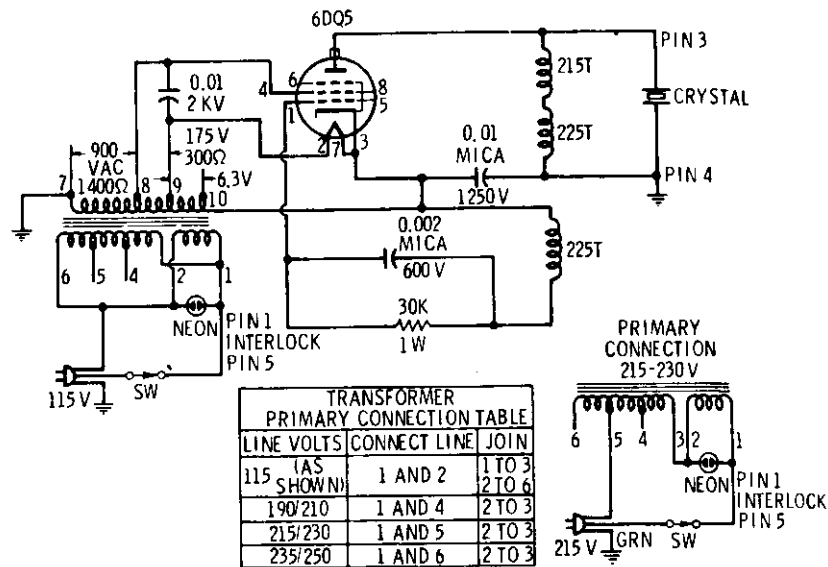 6DQ5
PIN 3
215T
0.01
2 KV
6
4
1
8
5
CRYSTAL
225T
2
7
3
0.01
MICA
1250 V
PIN 4
175 V
300Ω
900
VAC
1400Ω
7
8
9
6.3V
10
0.002
MICA
600 V
225T
6
5
4
2
1
30K
1 W
NEON
PIN 1
INTERLOCK
PIN 5
115 V
SW
PRIMARY
CONNECTION
215-230 V
6
5
4
3
2
1
NEON
PIN 1
INTERLOCK
PIN 5
215 V
GRN
SW
TRANSFORMER
PRIMARY CONNECTION TABLE
LINE VOLTS CONNECT LINE JOIN
115 (AS SHOWN) 1 AND 2 1 TO 3
2 TO 6
190/210 1 AND 4 2 TO 3
215/230 1 AND 5 2 TO 3
235/250 1 AND 6 2 TO 3